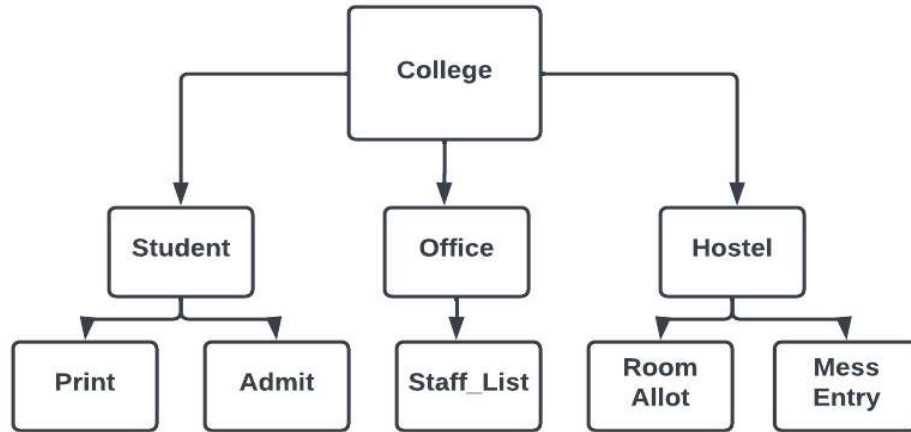 College
Student
Office
Hostel
Print
Admit
Staff_List
Room
Allot
Mess
Entry